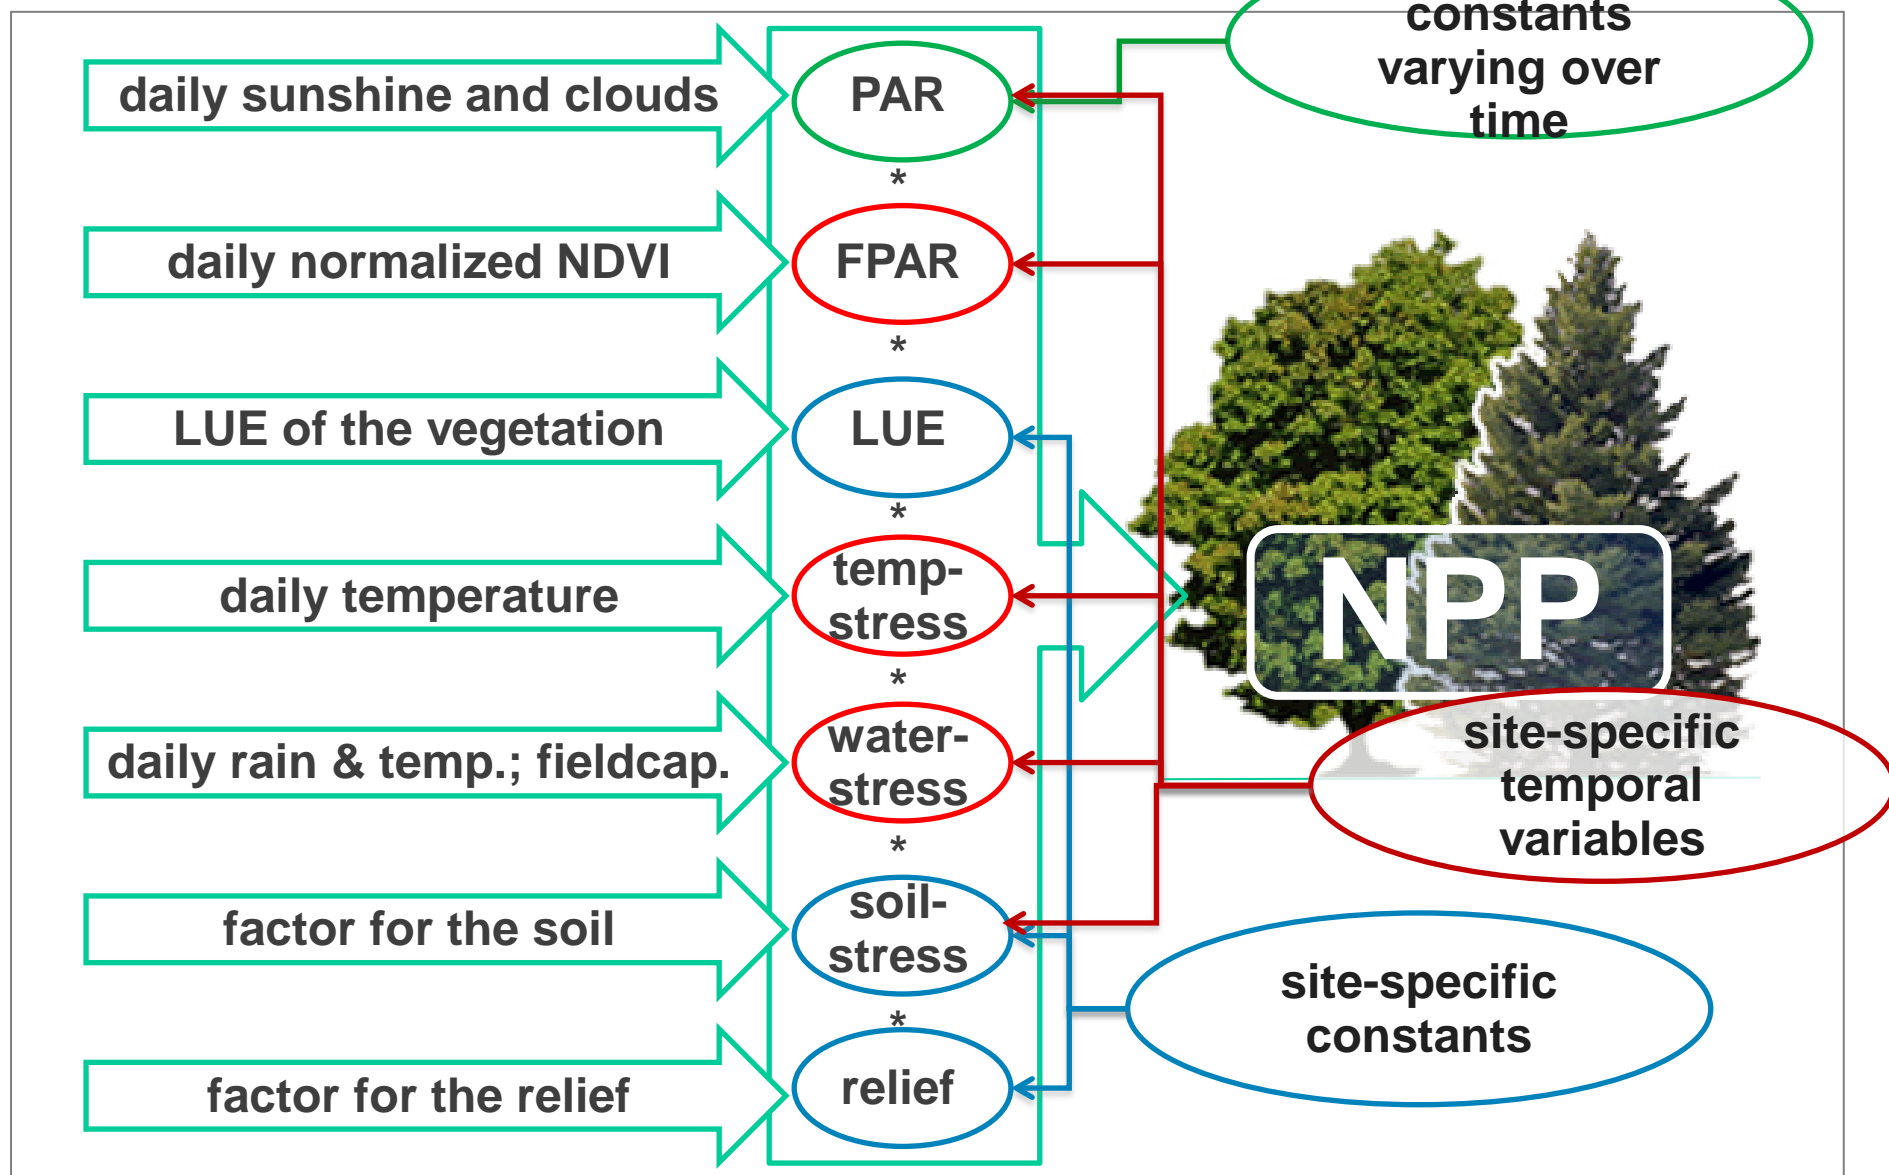 constants
varying over
time
daily sunshine and clouds
PAR
*
daily normalized NDVI
FPAR
*
LUE of the vegetation
LUE
*
daily temperature
temp-
stress
*
NPP
daily rain & temp.; fieldcap.
water-
stress
*
site-specific
temporal
variables
factor for the soil
soil-
stress
*
site-specific
constants
factor for the relief
relief